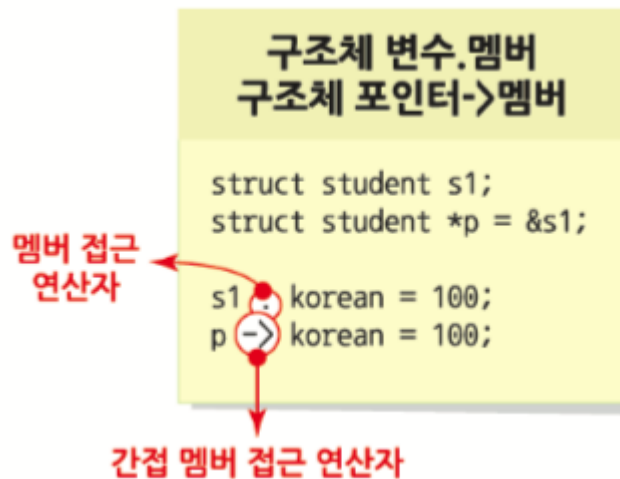 구조체 변수.멤버
구조체 포인터->멤버
struct student s1;
struct student *p = &s1;
멤버 접근
연산자
s1 . korean = 100;
p -> korean = 100;
간접 멤버 접근 연산자